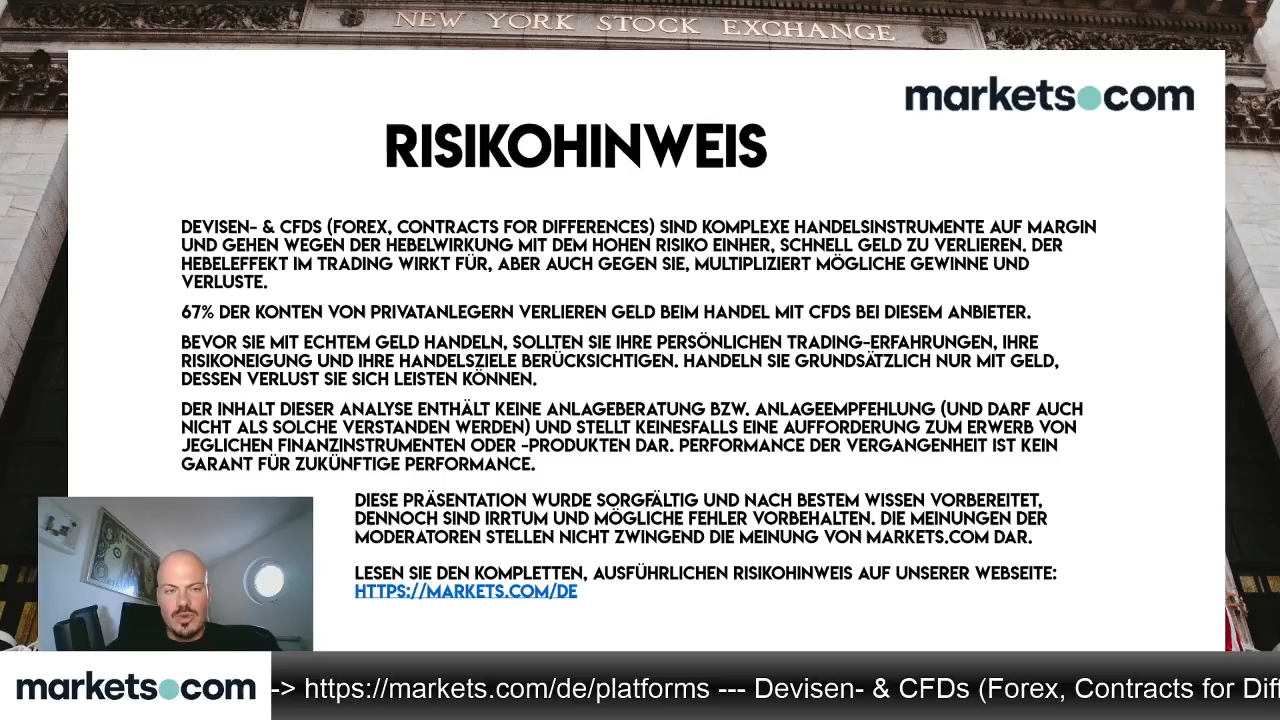 NEW YORK STOCK EXCHANGE
markets.com
RISIKOHINWEIS
DEVISEN- & CFDS (FOREX, CONTRACTS FOR DIFFERENCES) SIND KOMPLEXE HANDELSINSTRUMENTE AUF MARGIN
UND GEHEN WEGEN DER HEBELWIRKUNG MIT DEM HOHEN RISIKO EINHER, SCHNELL GELD ZU VERLIEREN. DER
HEBELEFFEKT IM TRADING WIRKT FÜR, ABER AUCH GEGEN SIE, MULTIPLIZIERT MÖGLICHE GEWINNE UND
VERLUSTE.
67% DER KONTEN VON PRIVATANLEGERN VERLIEREN GELD BEIM HANDEL MIT CFDS BEI DIESEM ANBIETER.
BEVOR SIE MIT ECHTEM GELD HANDELN, SOLLTEN SIE IHRE PERSÖNLICHEN TRADING-ERFAHRUNGEN, IHRE
RISIKONEIGUNG UND IHRE HANDELSZIELE BERÜCKSICHTIGEN. HANDELN SIE GRUNDSÄTZLICH NUR MIT GELD,
DESSEN VERLUST SIE SICH LEISTEN KÖNNEN.
DER INHALT DIESER ANALYSE ENTHÄLT KEINE ANLAGEBERATUNG BZW. ANLAGEEMPFEHLUNG (UND DARF AUCH
NICHT ALS SOLCHE VERSTANDEN WERDEN) UND STELLT KEINESFALLS EINE AUFFORDERUNG ZUM ERWERB VON
JEGLICHEN FINANZINSTRUMENTEN ODER -PRODUKTEN DAR. PERFORMANCE DER VERGANGENHEIT IST KEIN
GARANT FÜR ZUKÜNFTIGE PERFORMANCE.
DIESE PRÄSENTATION WURDE SORGFÄLTIG UND NACH BESTEM WISSEN VORBEREITET,
DENNOCH SIND IRRTUM UND MÖGLICHE FEHLER VORBEHALTEN. DIE MEINUNGEN DER
MODERATOREN STELLEN NICHT ZWINGEND DIE MEINUNG VON MARKETS.COM DAR.
LESEN SIE DEN KOMPLETTEN, AUSFÜHRLICHEN RISIKOHINWEIS AUF UNSERER WEBSEITE:
HTTPS://MARKETS.COM/DE
markets.com
-> https://markets.com/de/platforms --- Devisen- & CFDs (Forex, Contracts for Diff